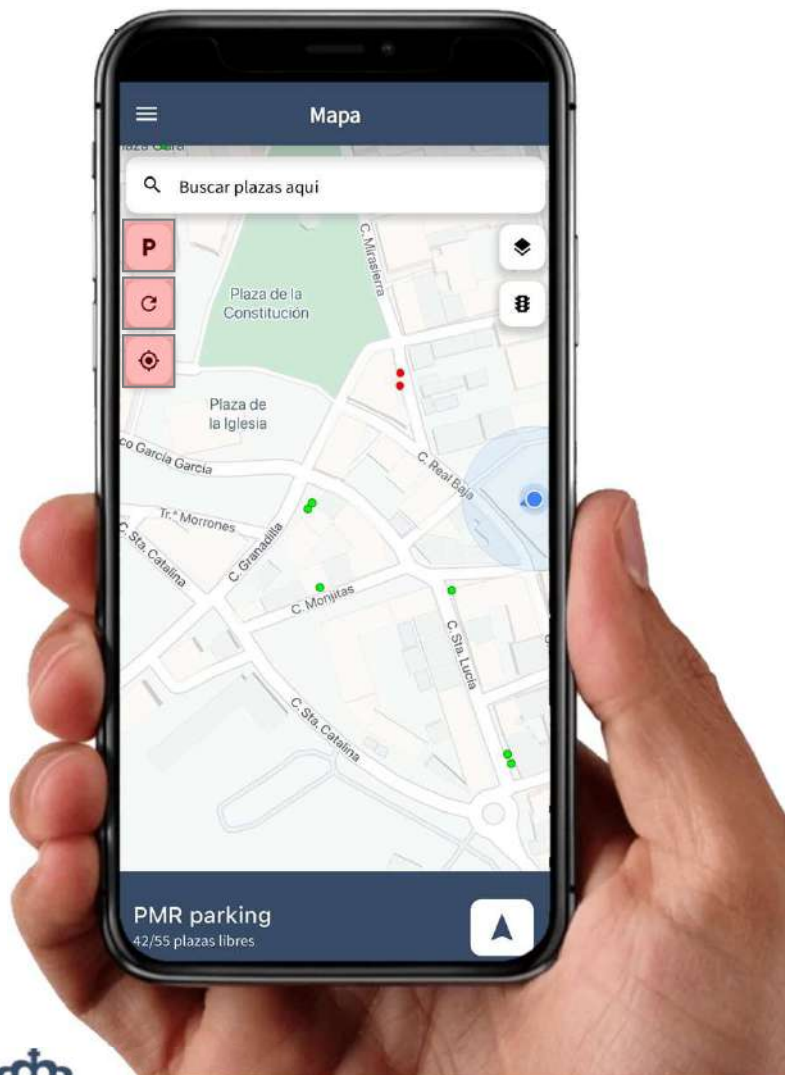 Mapa
Buscar plazas aquí
P
C. Mirasierra
Plaza de la
Constitución
Plaza de
la Iglesia
co García García
C. Real Baja
Tr.ª Morrones
C. Sta. Catalina
C. Granadilla
C. Monjitas
C. Sta. Lucía
C. Sta. Catalina
PMR parking
42/55 plazas libres